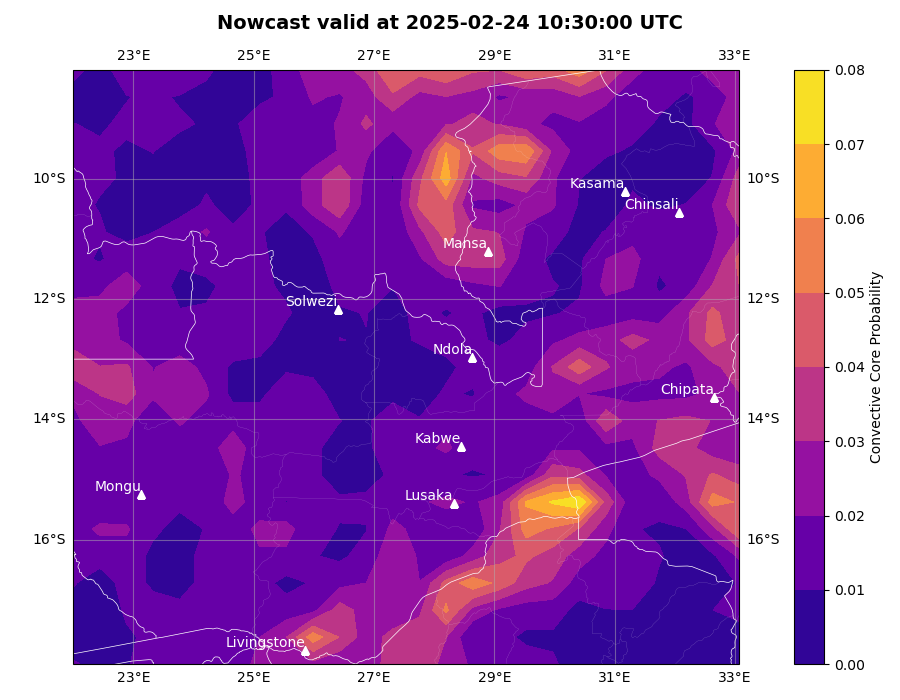 Nowcast valid at 2025-02-24 10:30:00 UTC
23°E 25°E 27°E 29°E 31°E 33°E
0.08
0.07
10°S Kasama 10°S
Chinsali
0.06
Mansa
0.05
12°S Solwezi 12°S
Ndola
0.04
Chipata
14°S 14°S
Kabwe
0.03
Mongu
Lusaka
0.02
16°S 16°S
0.01
Livingstone
0.00
23°E 25°E 27°E 29°E 31°E 33°E
Convective Core Probability